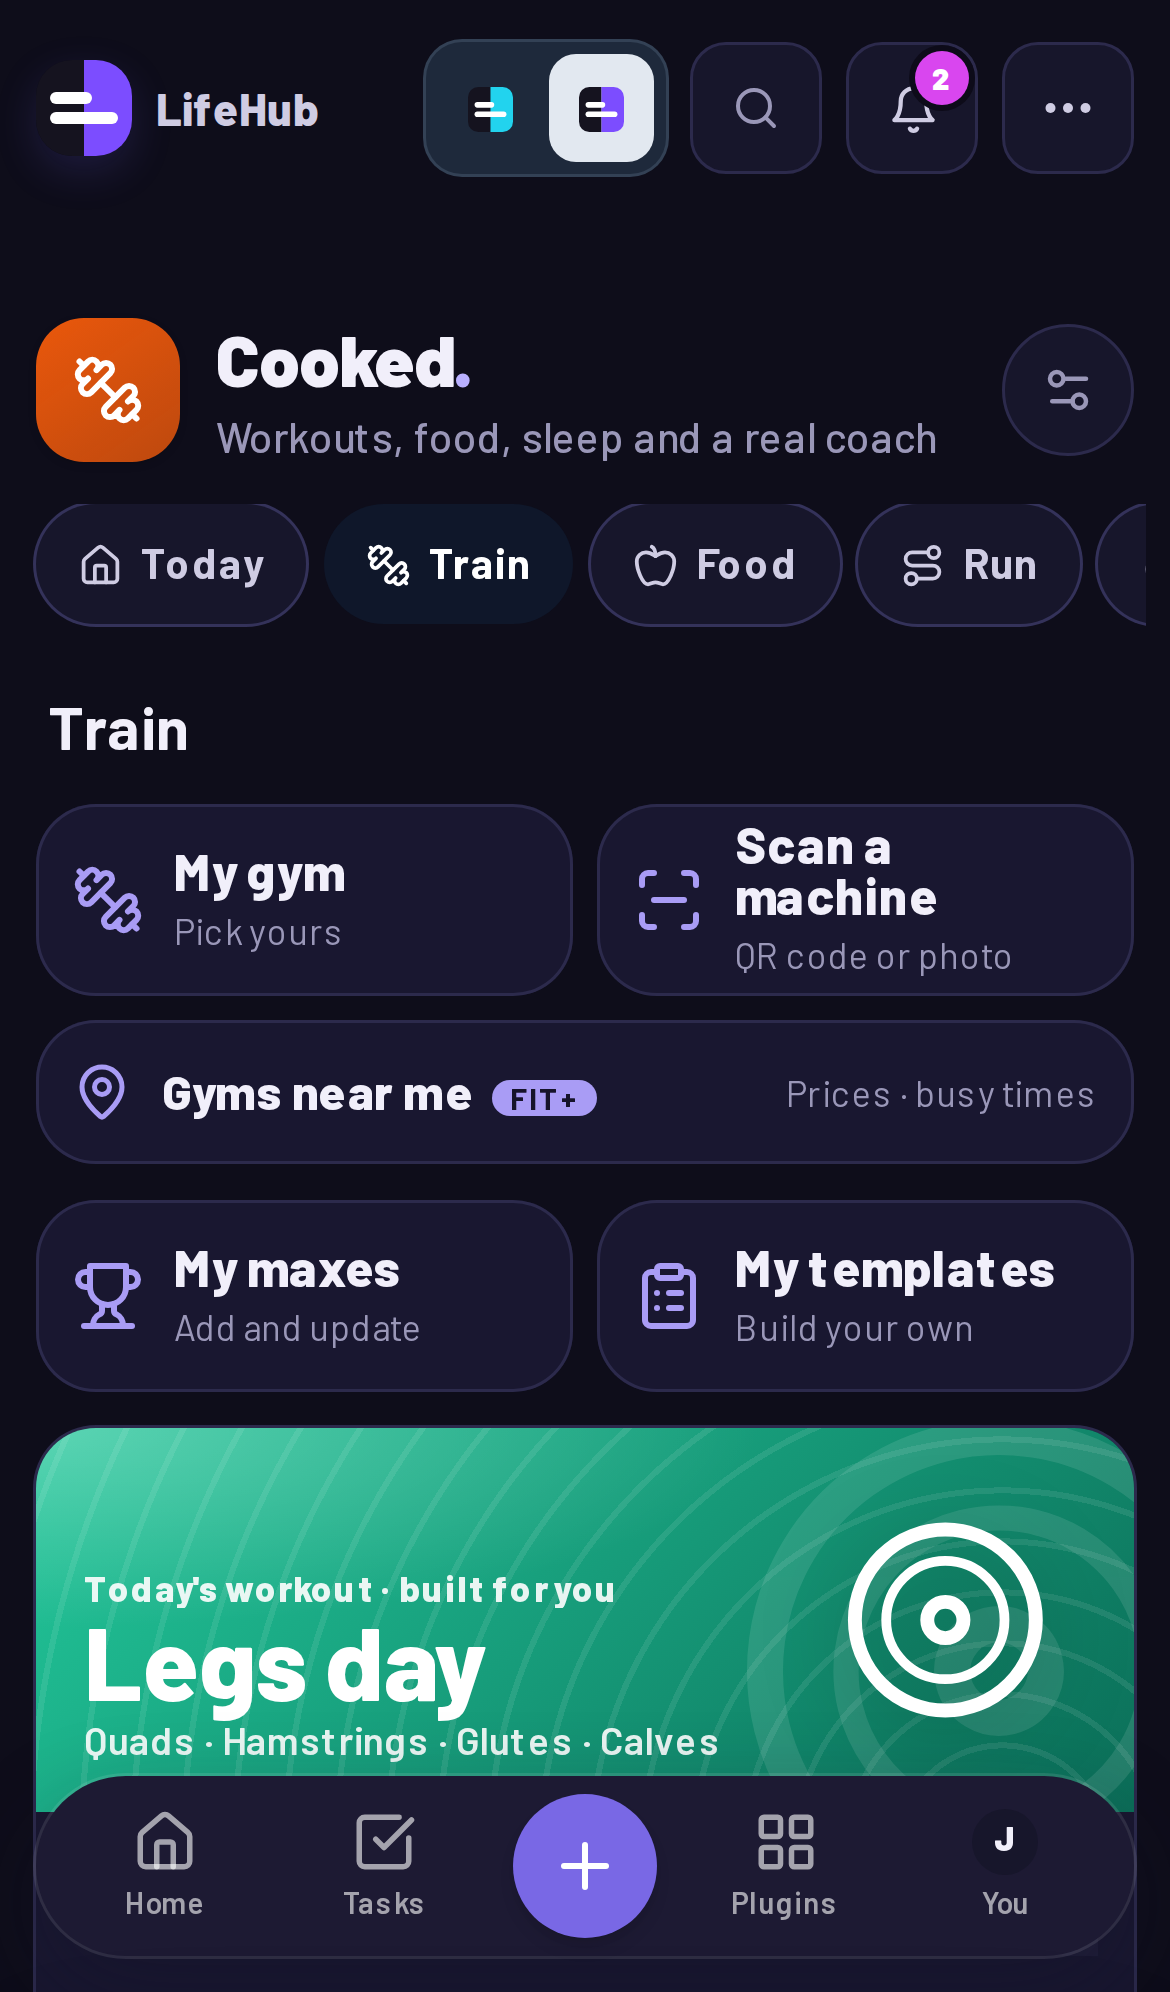 LifeHub
2
Cooked.
Workouts, food, sleep and a real coach
Today
Train
Food
Run
Train
My gym
Pick yours
Scan a
machine
QR code or photo
Gyms near me
FIT+
Prices · busy times
My maxes
Add and update
My templates
Build your own
Today's workout · built for you
Legs day
Quads · Hamstrings · Glutes · Calves
Home
Tasks
Plugins
J
You